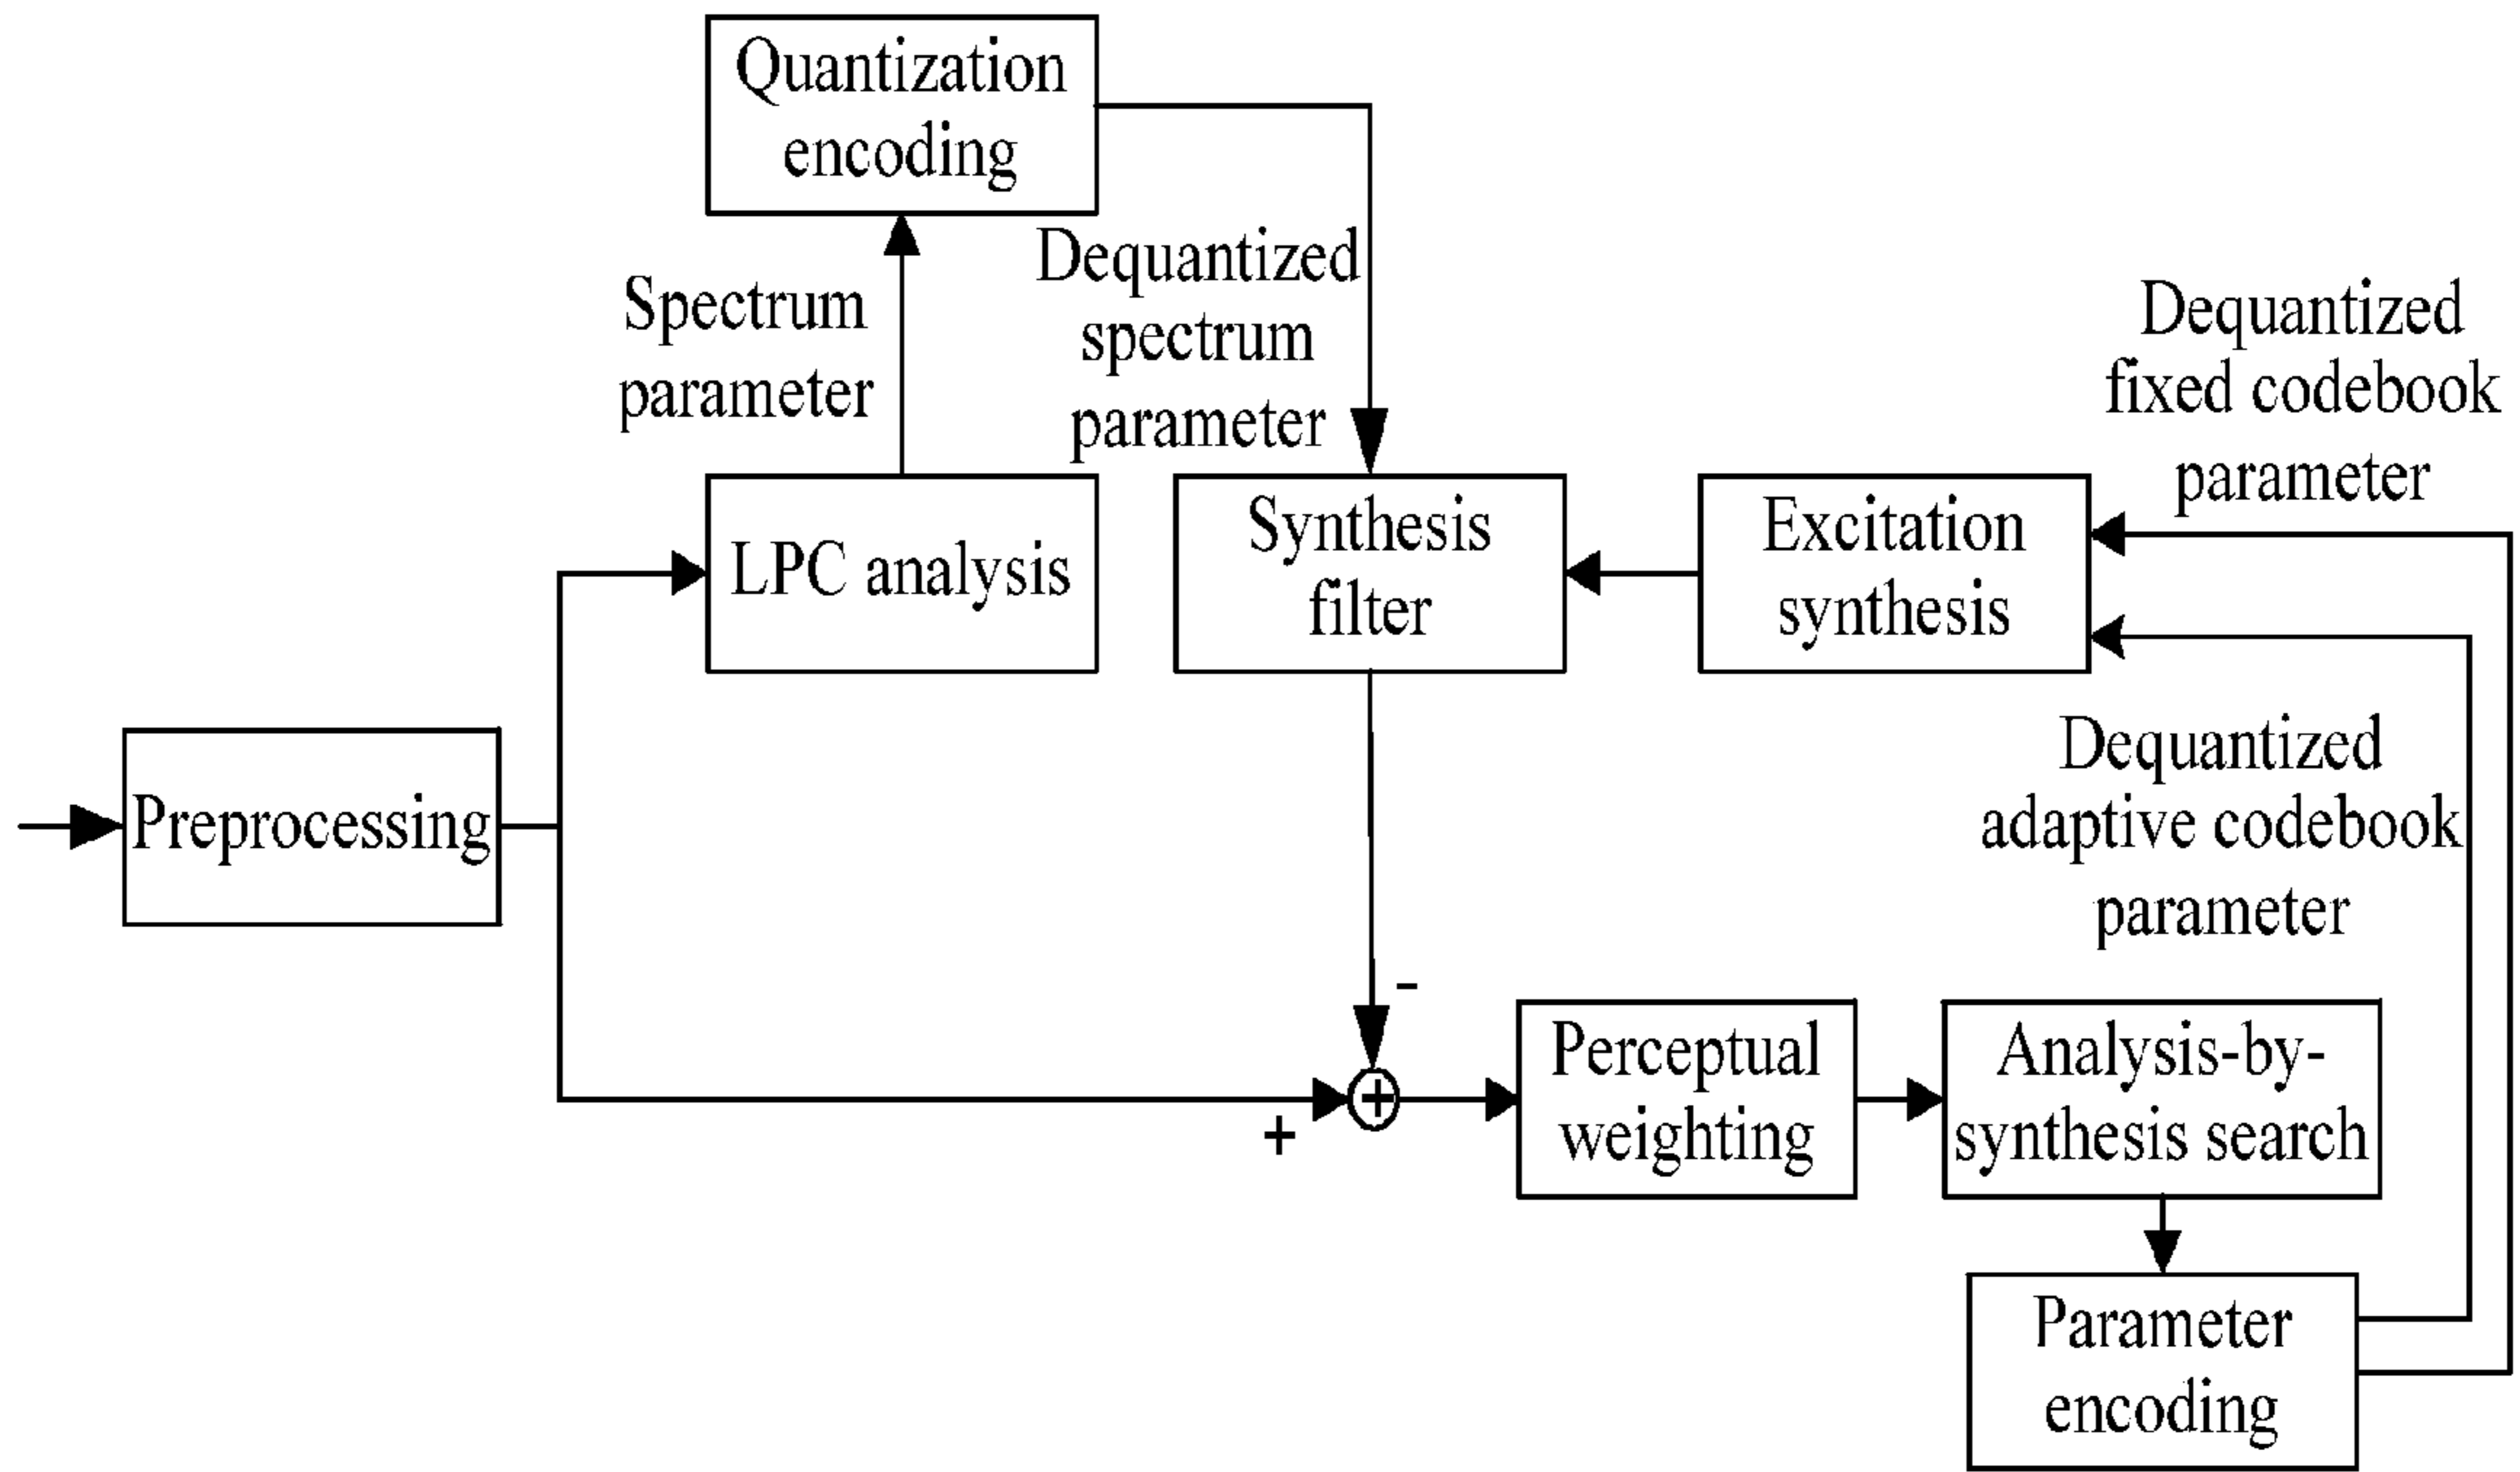 Quantization
encoding
Spectrum
parameter
Dequantized
spectrum
parameter
Dequantized
fixed codebook
parameter
LPC analysis
Synthesis
filter
Excitation
synthesis
Preprocessing
Dequantized
adaptive codebook
parameter
-
+
+
Perceptual
weighting
Analysis-by-
synthesis search
Parameter
encoding